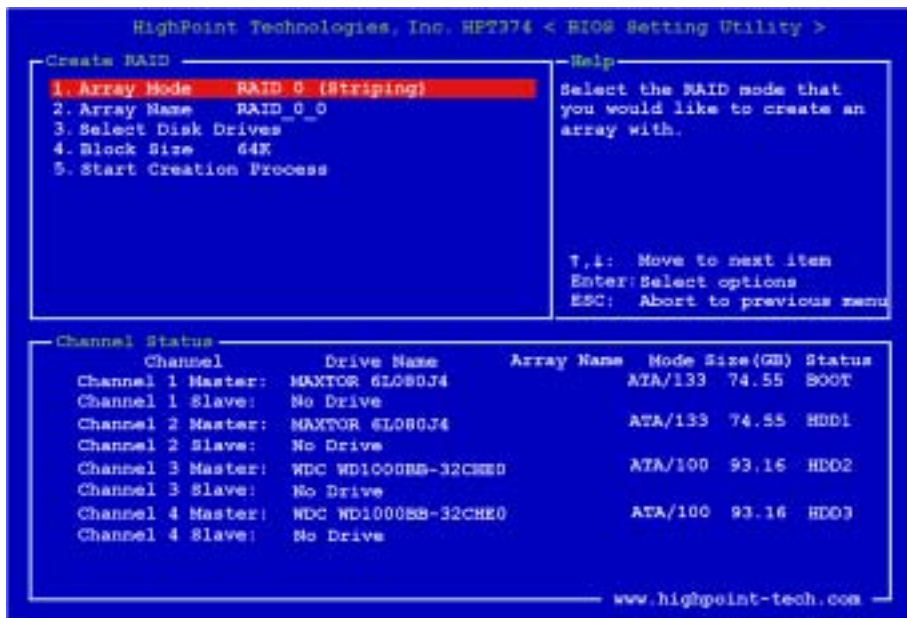 HighPoint Technologies, Inc. HPT374 < BIOS Setting Utility >
Create RAID
1. Array Mode RAID 0 (Striping)
2. Array Name RAID_0_0
3. Select Disk Drives
4. Block Size 64K
5. Start Creation Process
Help
Select the RAID mode that
you would like to create an
array with.
↑,↓: Move to next item
Enter: Select options
ESC: Abort to previous menu
Channel Status
Channel Drive Name Array Name Mode Size(GB) Status
Channel 1 Master: MAXTOR 6L080J4 ATA/133 74.55 BOOT
Channel 1 Slave: No Drive
Channel 2 Master: MAXTOR 6L080J4 ATA/133 74.55 HDD1
Channel 2 Slave: No Drive
Channel 3 Master: WDC WD1000BB-32CHE0 ATA/100 93.16 HDD2
Channel 3 Slave: No Drive
Channel 4 Master: WDC WD1000BB-32CHE0 ATA/100 93.16 HDD3
Channel 4 Slave: No Drive
www.highpoint-tech.com